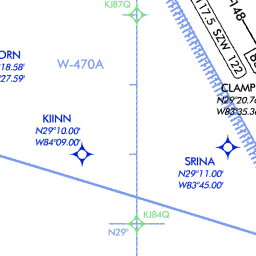 KJ87Q
148
117.5 SZW 122
W-470A
ORN
18.58'
27.59'
CLAMP
N29°20.7
W83°35.3
KIINN
N29°10.00'
W84°09.00'
SRINA
N29°11.00'
W83°45.00'
KJ84Q
N29°